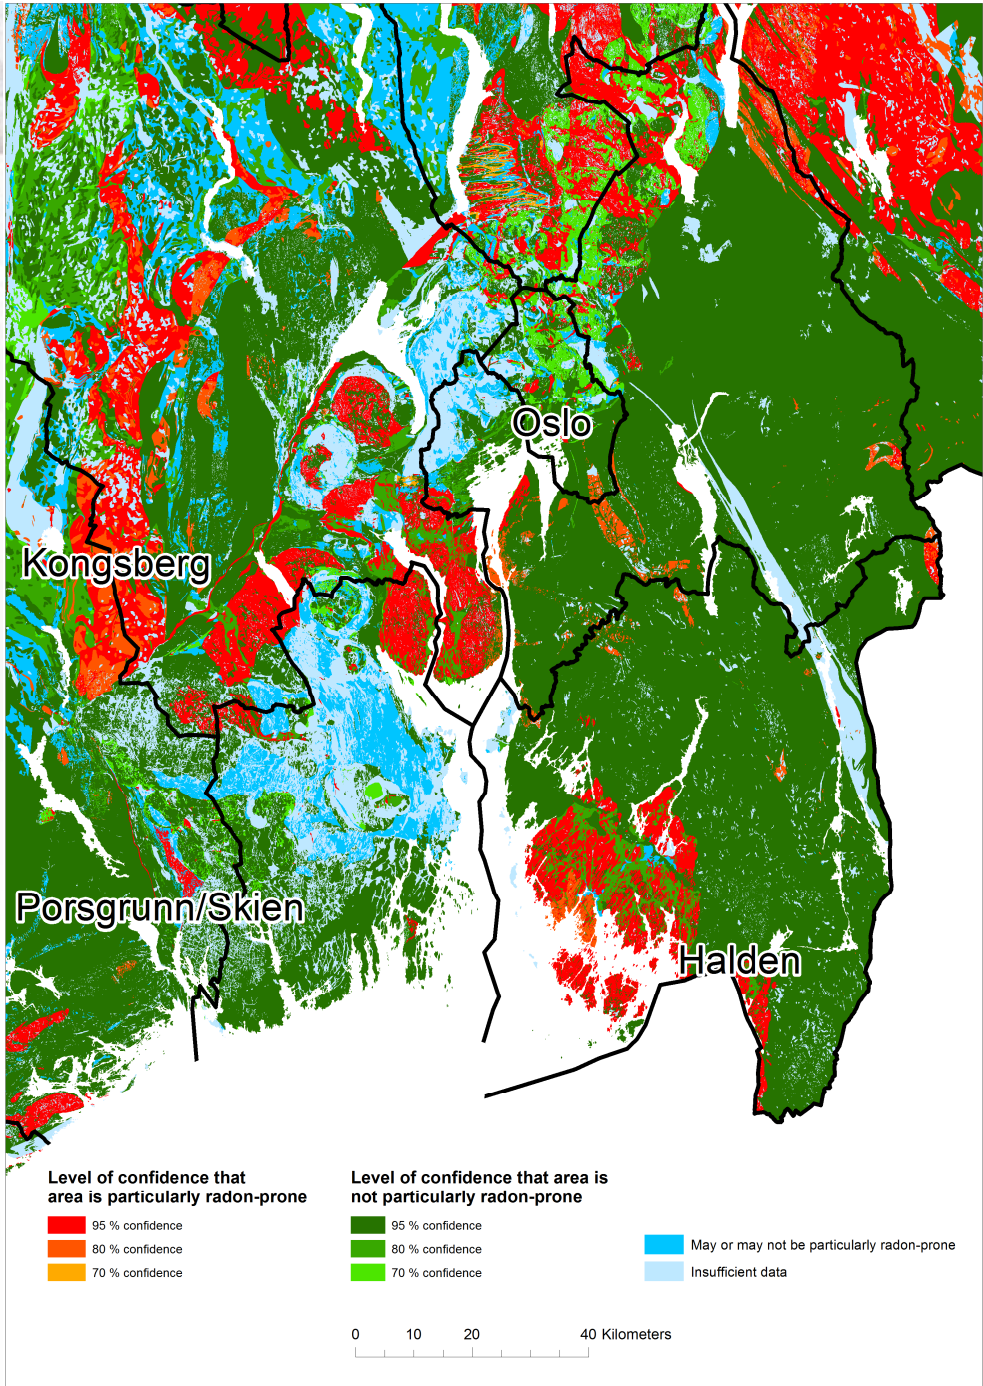 Oslo
Kongsberg
Porsgrunn/Skien
Halden
Level of confidence that
area is particularly radon-prone
95 % confidence
80 % confidence
70 % confidence
Level of confidence that area is
not particularly radon-prone
95 % confidence
80 % confidence
70 % confidence
May or may not be particularly radon-prone
Insufficient data
0 10 20 40 Kilometers